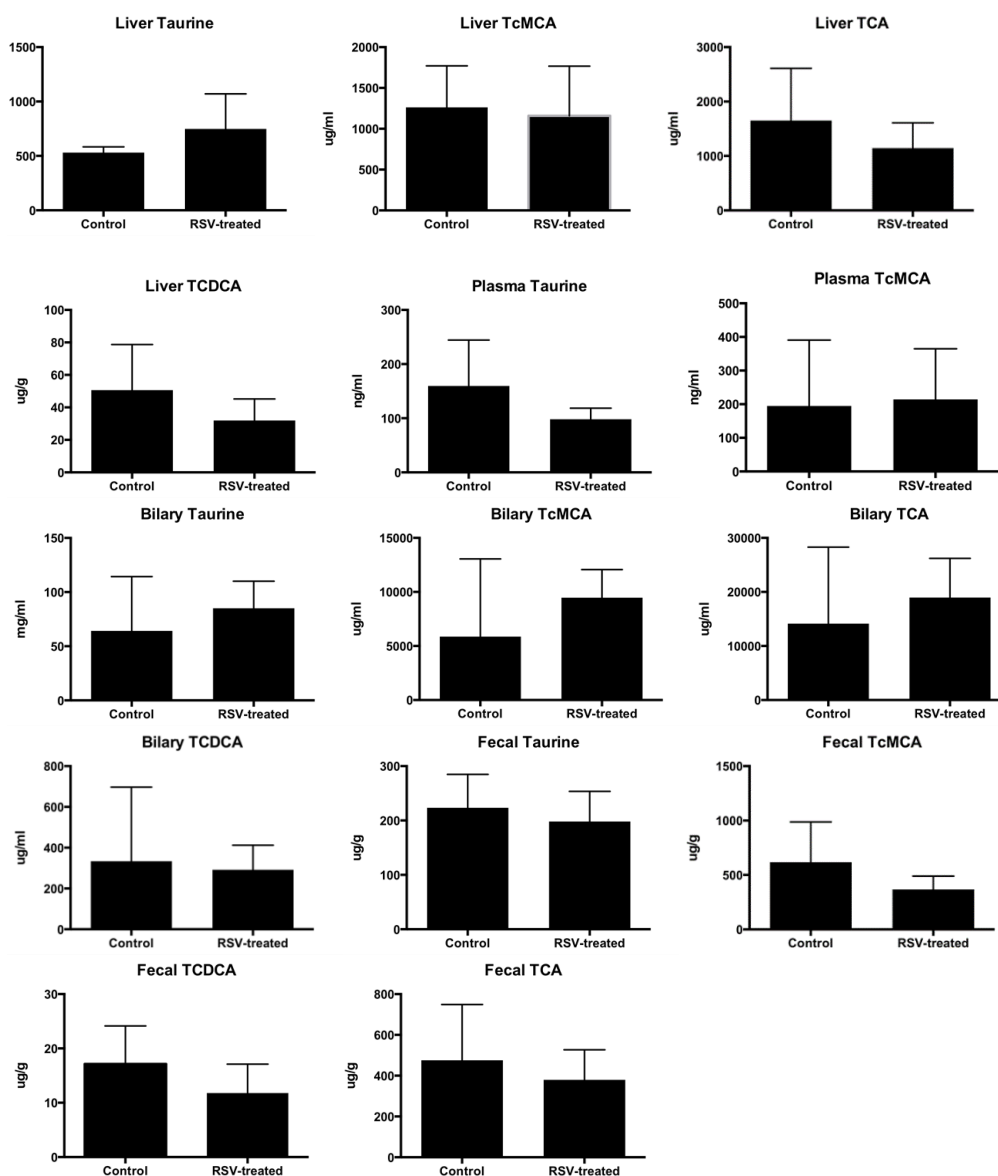 Liver Taurine
1500
1000
500
0
Control RSV-treated
Liver TcMCA
ug/ml
2000
1500
1000
500
0
Control RSV-treated
Liver TCA
ug/ml
3000
2000
1000
0
Control RSV-treated
Liver TCDCA
ug/g
100
80
60
40
20
0
Control RSV-treated
Plasma Taurine
ng/ml
300
200
100
0
Control RSV-treated
Plasma TcMCA
ng/ml
500
400
300
200
100
0
Control RSV-treated
Bilary Taurine
mg/ml
150
100
50
0
Control RSV-treated
Bilary TcMCA
ug/ml
15000
10000
5000
0
Control RSV-treated
Bilary TCA
ug/ml
30000
20000
10000
0
Control RSV-treated
Bilary TCDCA
ug/ml
800
600
400
200
0
Control RSV-treated
Fecal Taurine
ug/g
300
200
100
0
Control RSV-treated
Fecal TcMCA
ug/g
1500
1000
500
0
Control RSV-treated
Fecal TCDCA
ug/g
30
20
10
0
Control RSV-treated
Fecal TCA
ug/g
800
600
400
200
0
Control RSV-treated